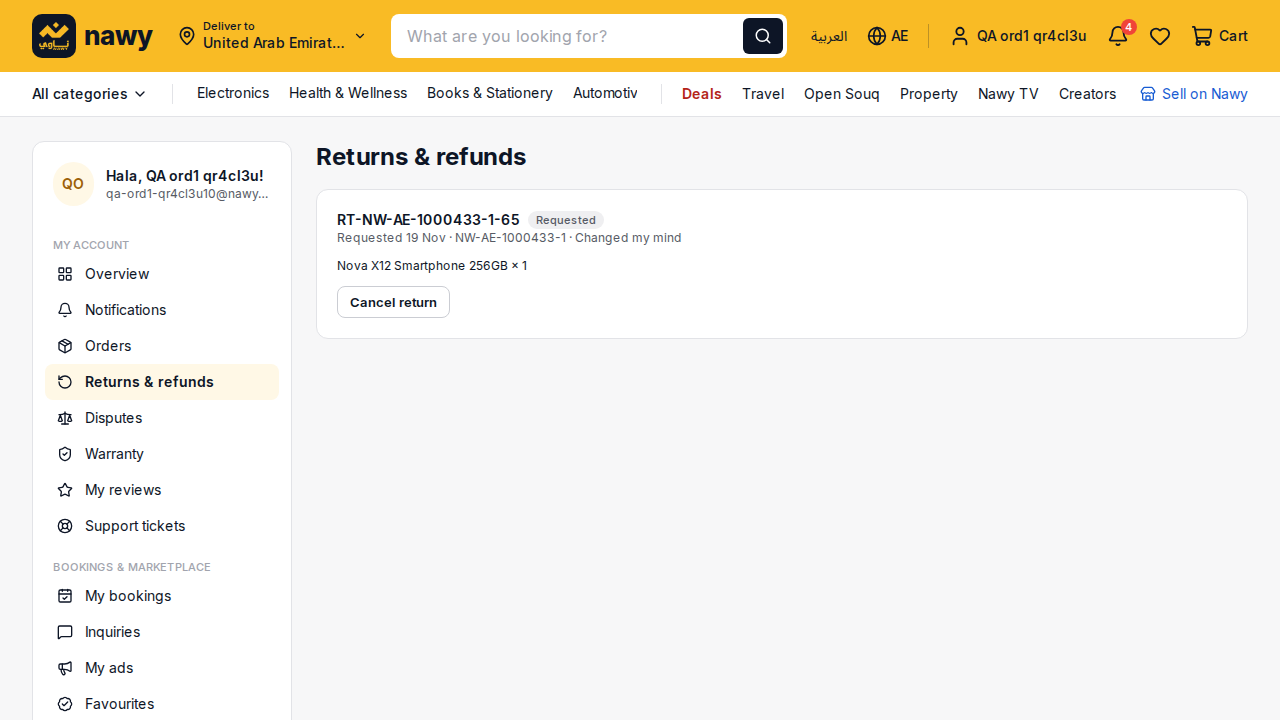 نـــاوي
nawy
Deliver to
United Arab Emirat...
What are you looking for?
العربية
AE
QA ord1 qr4cl3u
4
Cart
All categories
Electronics
Health & Wellness
Books & Stationery
Automotiv
Deals
Travel
Open Souq
Property
Nawy TV
Creators
Sell on Nawy
QO
Hala, QA ord1 qr4cl3u!
qa-ord1-qr4cl3u10@nawy...
MY ACCOUNT
Overview
Notifications
Orders
Returns & refunds
Disputes
Warranty
My reviews
Support tickets
BOOKINGS & MARKETPLACE
My bookings
Inquiries
My ads
Favourites
Returns & refunds
RT-NW-AE-1000433-1-65 Requested
Requested 19 Nov · NW-AE-1000433-1 · Changed my mind
Nova X12 Smartphone 256GB × 1
Cancel return